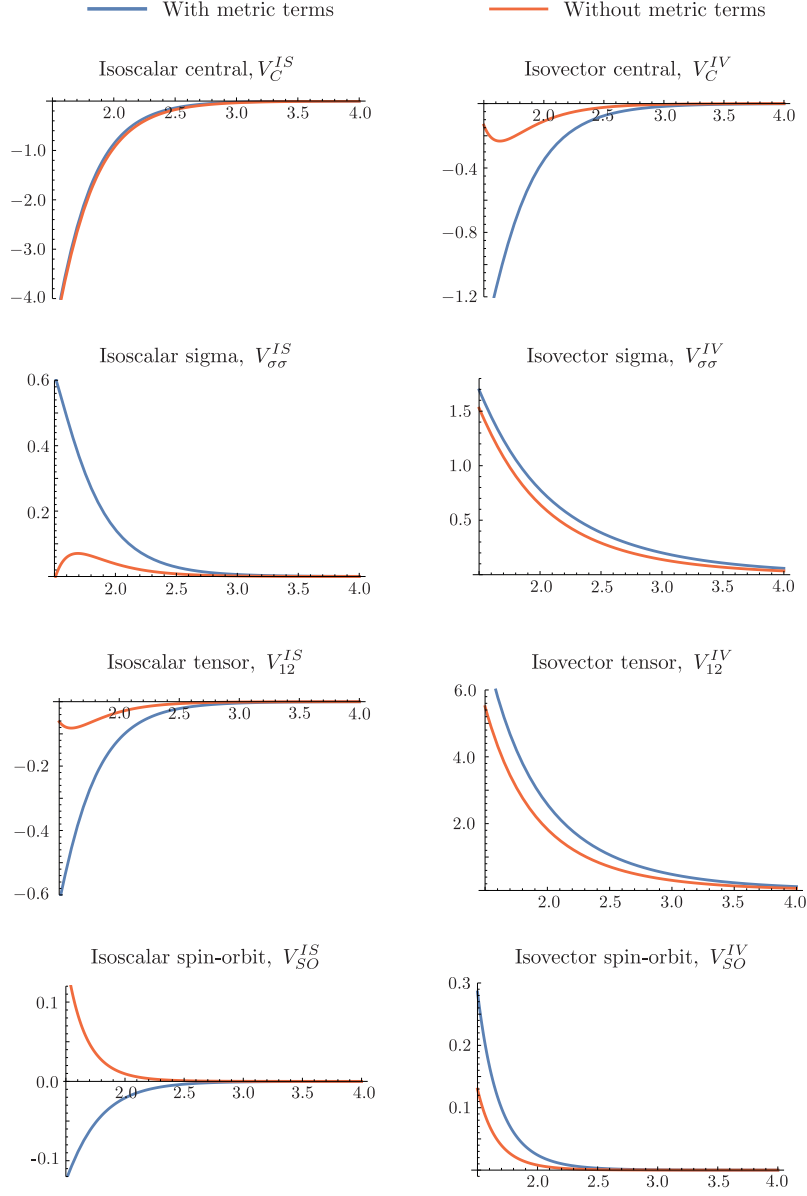 With metric terms
Without metric terms
Isoscalar central, V_C^{IS}
Isovector central, V_C^{IV}
2.0 2.5 3.0 3.5 4.0
−1.0
−2.0
−3.0
−4.0
2.0 2.5 3.0 3.5 4.0
−0.4
−0.8
−1.2
Isoscalar sigma, V_{σσ}^{IS}
Isovector sigma, V_{σσ}^{IV}
0.6
0.4
0.2
2.0 2.5 3.0 3.5 4.0
1.5
1.0
0.5
2.0 2.5 3.0 3.5 4.0
Isoscalar tensor, V_{12}^{IS}
Isovector tensor, V_{12}^{IV}
2.0 2.5 3.0 3.5 4.0
−0.2
−0.4
−0.6
6.0
4.0
2.0
2.0 2.5 3.0 3.5 4.0
Isoscalar spin-orbit, V_{SO}^{IS}
Isovector spin-orbit, V_{SO}^{IV}
0.1
0.0
2.0 2.5 3.0 3.5 4.0
-0.1
0.3
0.2
0.1
2.0 2.5 3.0 3.5 4.0